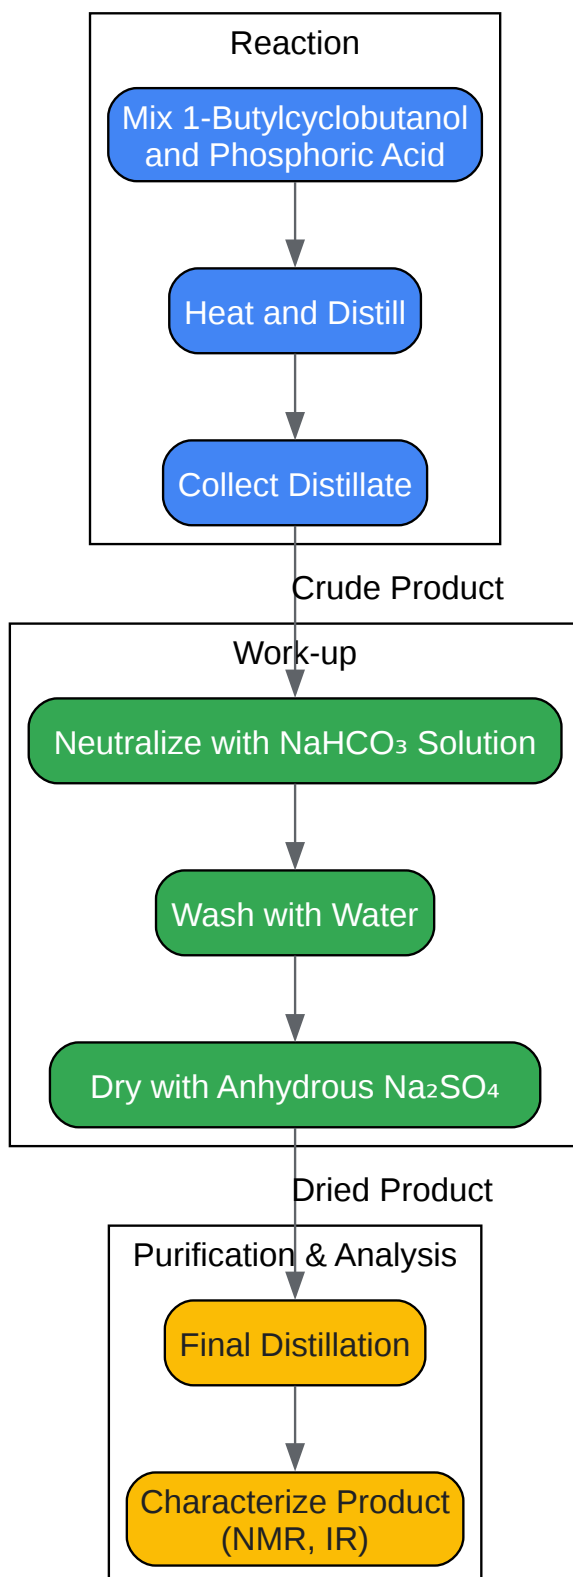 Reaction
Mix 1-Butylcyclobutanol
and Phosphoric Acid
Heat and Distill
Collect Distillate
Crude Product
Work-up
Neutralize with NaHCO₃ Solution
Wash with Water
Dry with Anhydrous Na₂SO₄
Dried Product
Purification & Analysis
Final Distillation
Characterize Product
(NMR, IR)